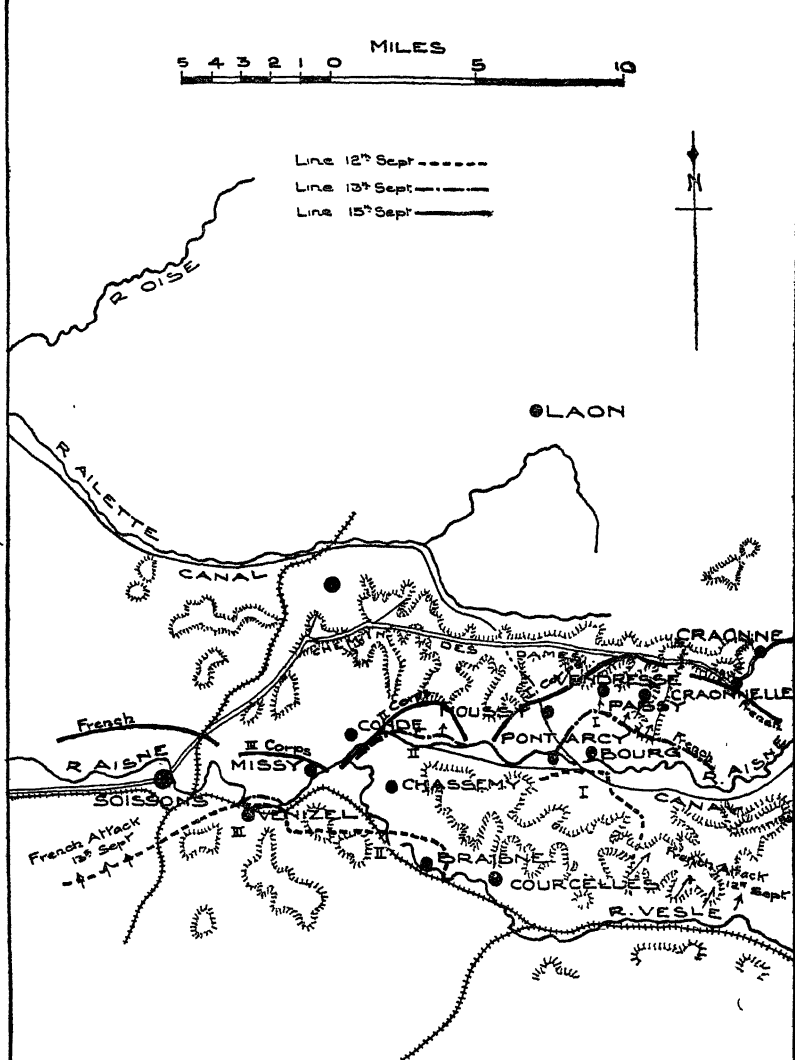 MILES
5 4 3 2 1 0 5 10
Line 12th Sept
Line 13th Sept.
Line 15th Sept
N
R OISE
LAON
R AILETTE
CANAL
CRAONNE
CHEMIN DES DAMES
I Corps
VENDRESSE
CRAONNELLE
PAISSY
II Corps
MOUSSY
French
CONDE
French
I
III Corps
PONT ARCY
R AISNE
MISSY
II
BOURG
French
R. AISNE
SOISSONS
CHASSEMY
I
CANAL
VENIZEL
III
French Attack
13th Sept
II
BRAISNE
COURCELLES
French Attack
12th Sept
R. VESLE